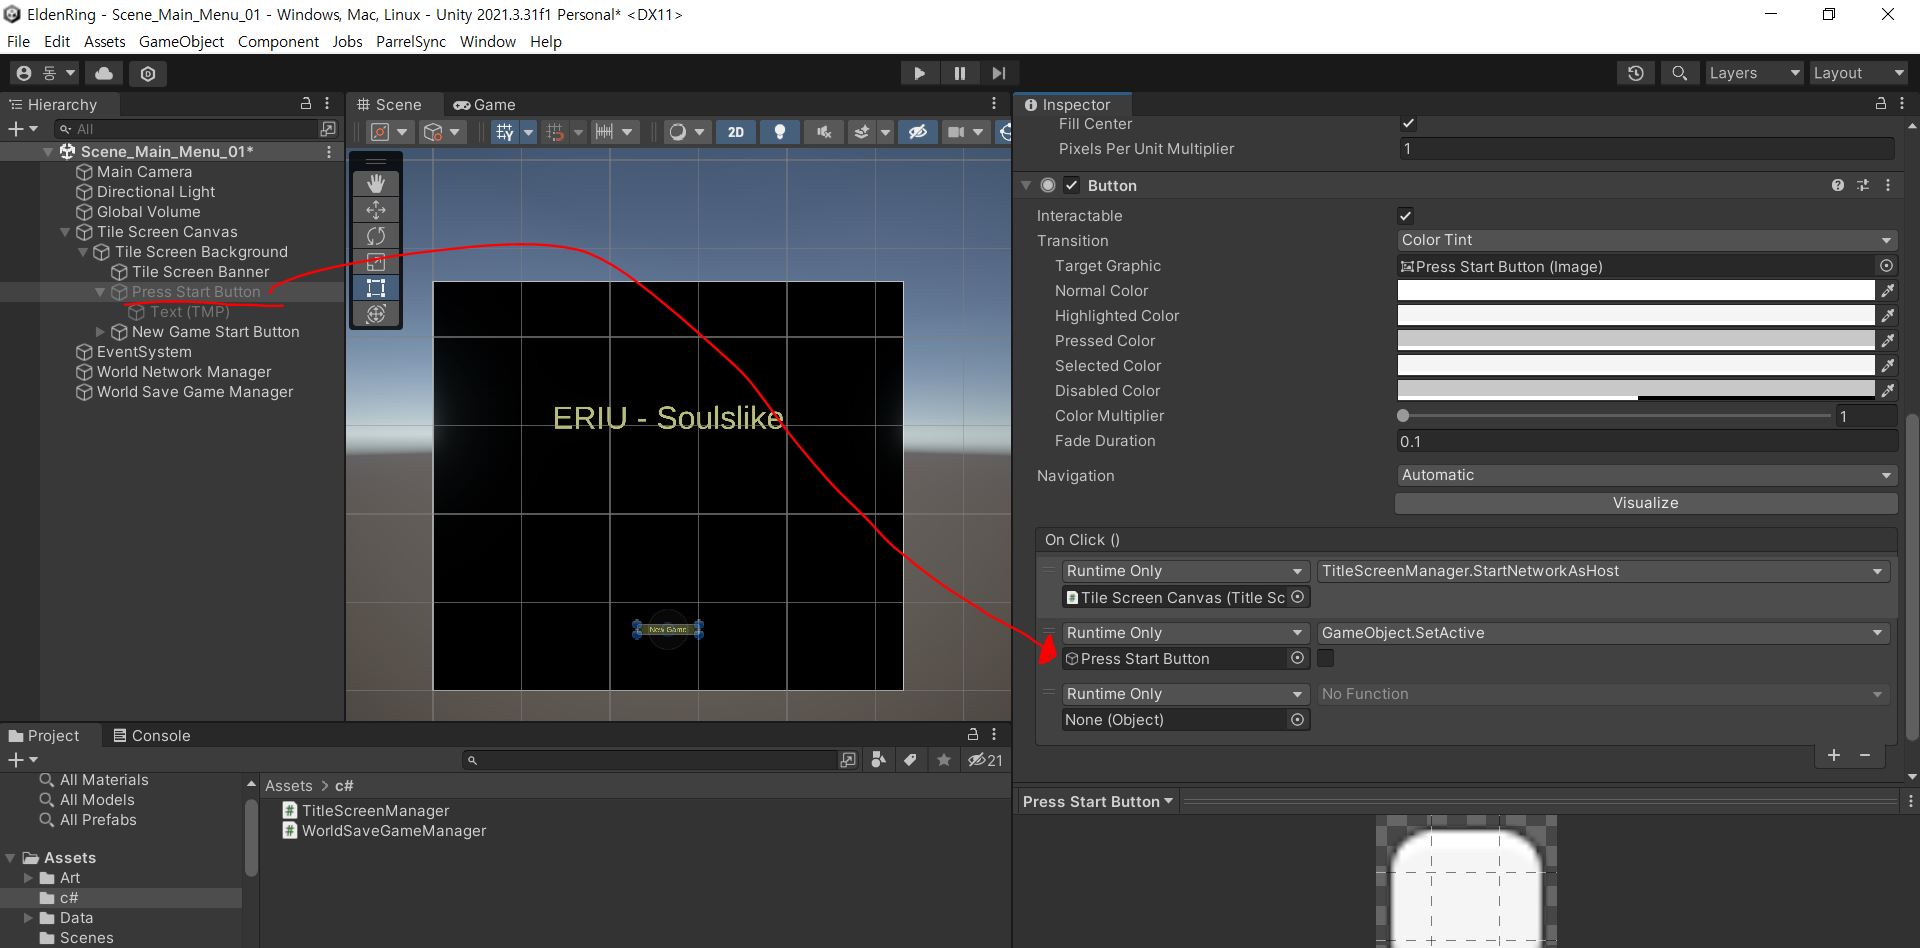 EldenRing - Scene_Main_Menu_01 - Windows, Mac, Linux - Unity 2021.3.31f1 Personal* <DX11>
File Edit Assets GameObject Component Jobs ParrelSync Window Help
동 Layers Layout
Hierarchy
All
Scene_Main_Menu_01*
Main Camera
Directional Light
Global Volume
Tile Screen Canvas
Tile Screen Background
Tile Screen Banner
Press Start Button
Text (TMP)
New Game Start Button
EventSystem
World Network Manager
World Save Game Manager
Scene Game
2D
ERIU - Soulslike
New Game
Inspector
Fill Center
Pixels Per Unit Multiplier 1
Button
Interactable
Transition Color Tint
Target Graphic Press Start Button (Image)
Normal Color
Highlighted Color
Pressed Color
Selected Color
Disabled Color
Color Multiplier 1
Fade Duration 0.1
Navigation Automatic
Visualize
On Click ()
Runtime Only TitleScreenManager.StartNetworkAsHost
Tile Screen Canvas (Title Sc
Runtime Only GameObject.SetActive
Press Start Button
Runtime Only No Function
None (Object)
+ -
Press Start Button
Project Console
21
All Materials
All Models
All Prefabs
Assets
Art
c#
Data
Scenes
Assets > c#
TitleScreenManager
WorldSaveGameManager